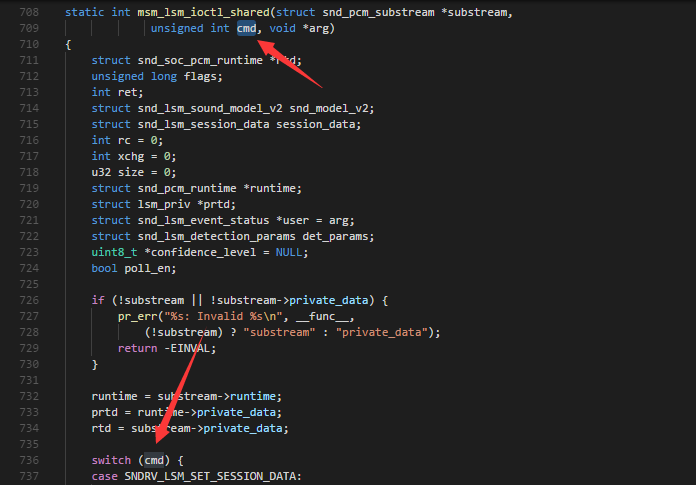 708 static int msm_lsm_ioctl_shared(struct snd_pcm_substream *substream,
709 unsigned int cmd, void *arg)
710 {
711 struct snd_soc_pcm_runtime *rtd;
712 unsigned long flags;
713 int ret;
714 struct snd_lsm_sound_model_v2 snd_model_v2;
715 struct snd_lsm_session_data session_data;
716 int rc = 0;
717 int xchg = 0;
718 u32 size = 0;
719 struct snd_pcm_runtime *runtime;
720 struct lsm_priv *prtd;
721 struct snd_lsm_event_status *user = arg;
722 struct snd_lsm_detection_params det_params;
723 uint8_t *confidence_level = NULL;
724 bool poll_en;
725
726 if (!substream || !substream->private_data) {
727 pr_err("%s: Invalid %s\n", __func__,
728 (!substream) ? "substream" : "private_data");
729 return -EINVAL;
730 }
731
732 runtime = substream->runtime;
733 prtd = runtime->private_data;
734 rtd = substream->private_data;
735
736 switch (cmd) {
737 case SNDRV_LSM_SET_SESSION_DATA: